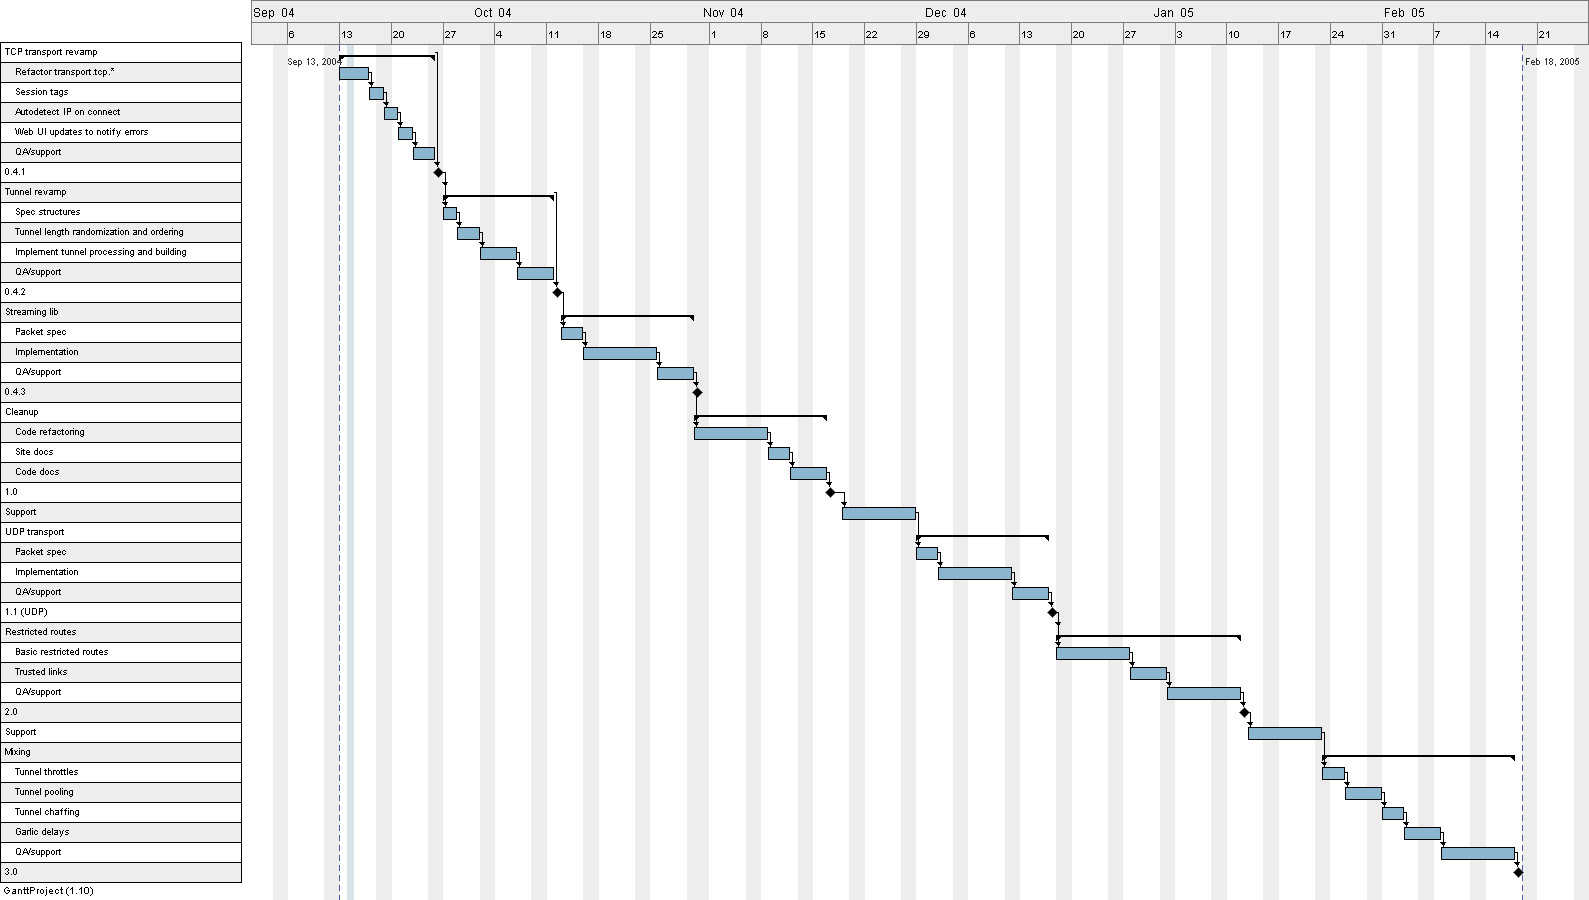 Sep 04 Oct 04 Nov 04 Dec 04 Jan 05 Feb 05
6 13 20 27 4 11 18 25 1 8 15 22 29 6 13 20 27 3 10 17 24 31 7 14 21
Sep 13, 2004 Feb 18, 2005
TCP transport revamp
Refactor transport.tcp.*
Session tags
Autodetect IP on connect
Web UI updates to notify errors
QA/support
0.4.1
Tunnel revamp
Spec structures
Tunnel length randomization and ordering
Implement tunnel processing and building
QA/support
0.4.2
Streaming lib
Packet spec
Implementation
QA/support
0.4.3
Cleanup
Code refactoring
Site docs
Code docs
1.0
Support
UDP transport
Packet spec
Implementation
QA/support
1.1 (UDP)
Restricted routes
Basic restricted routes
Trusted links
QA/support
2.0
Support
Mixing
Tunnel throttles
Tunnel pooling
Tunnel chaffing
Garlic delays
QA/support
3.0
GanttProject (1.10)